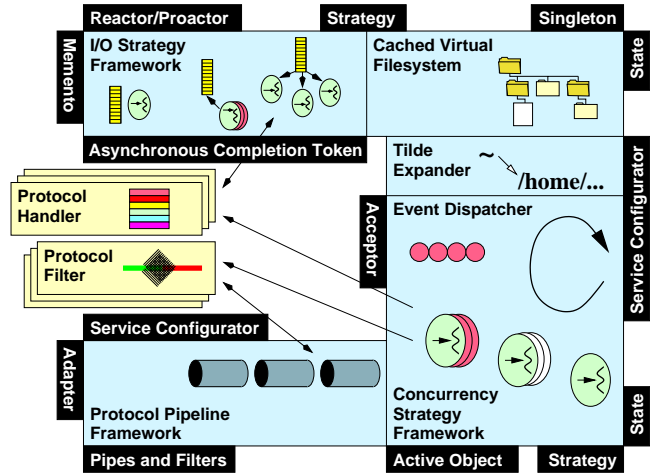 Reactor/Proactor
Strategy
Singleton
Memento
I/O Strategy
Framework
Cached Virtual
Filesystem
State
Asynchronous Completion Token
Tilde
Expander
~
/home/...
Service Configurator
Protocol
Handler
Acceptor
Event Dispatcher
Protocol
Filter
Service Configurator
Adapter
Protocol Pipeline
Framework
Concurrency
Strategy
Framework
State
Pipes and Filters
Active Object
Strategy